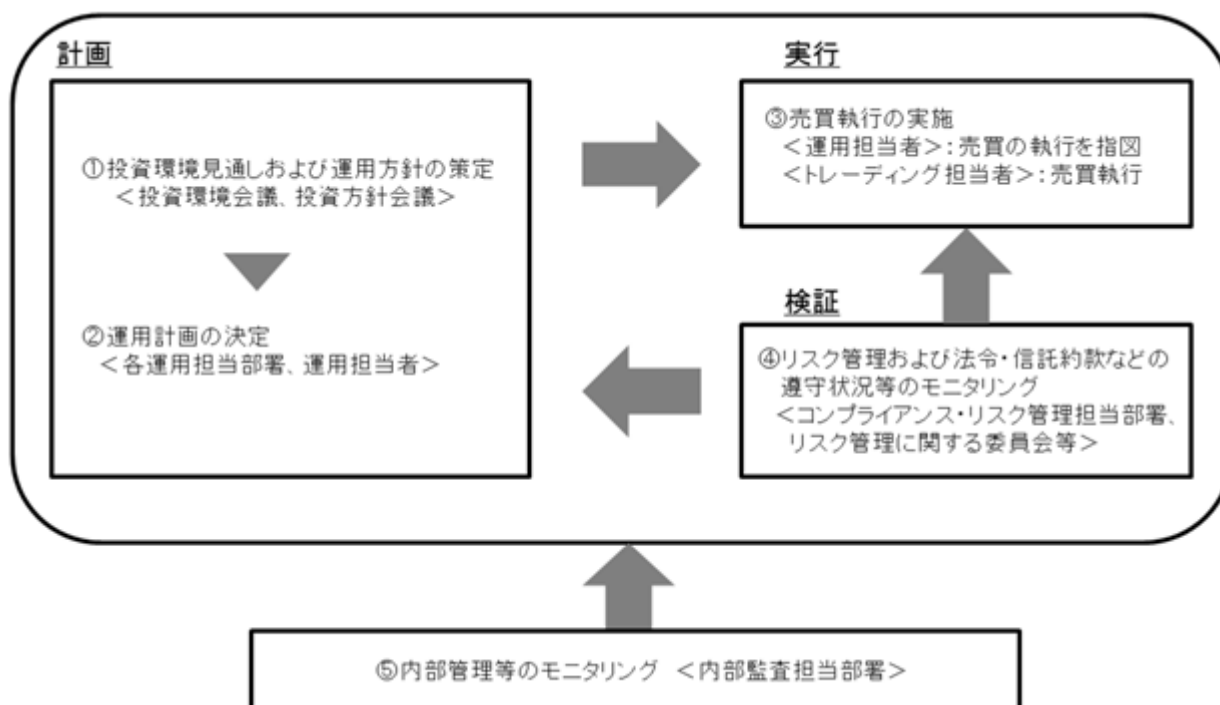 計画
①投資環境見通しおよび運用方針の策定
＜投資環境会議、投資方針会議＞
②運用計画の決定
＜各運用担当部署、運用担当者＞
実行
③売買執行の実施
＜運用担当者＞：売買の執行を指図
＜トレーディング担当者＞：売買執行
検証
④リスク管理および法令・信託約款などの
遵守状況等のモニタリング
＜コンプライアンス・リスク管理担当部署、
リスク管理に関する委員会等＞
⑤内部管理等のモニタリング ＜内部監査担当部署＞